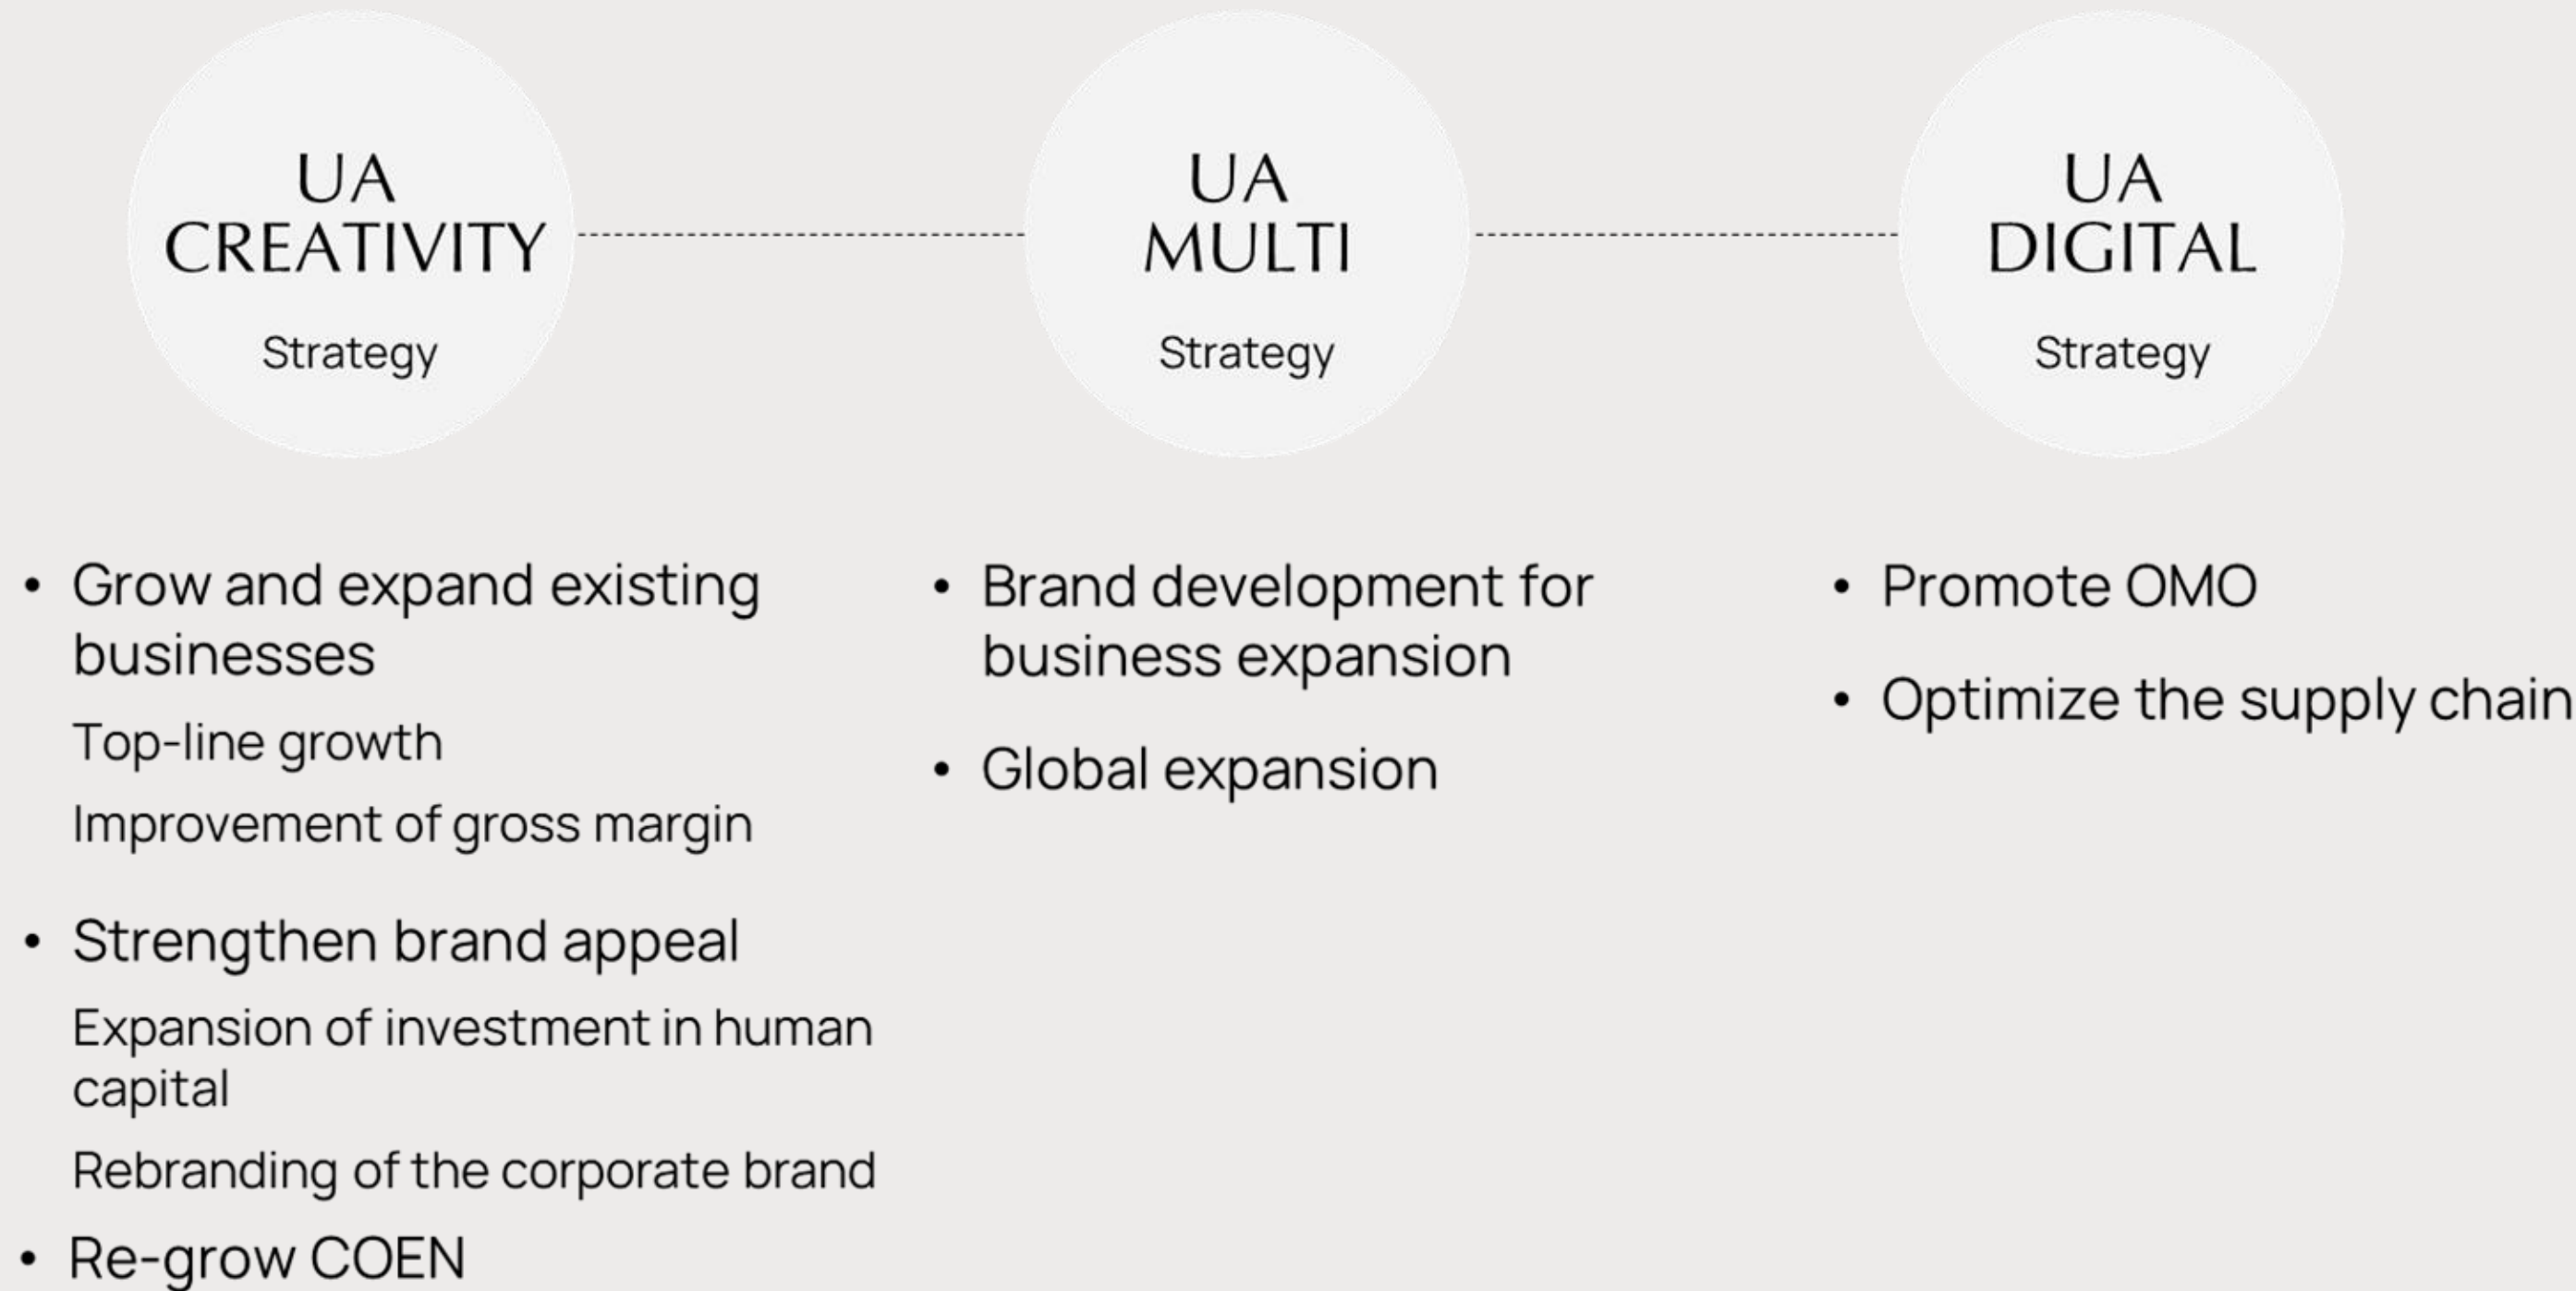 UA
CREATIVITY
Strategy
UA
MULTI
Strategy
UA
DIGITAL
Strategy
• Grow and expand existing
businesses
Top-line growth
Improvement of gross margin
• Strengthen brand appeal
Expansion of investment in human
capital
Rebranding of the corporate brand
• Re-grow COEN
• Brand development for
business expansion
• Global expansion
• Promote OMO
• Optimize the supply chain